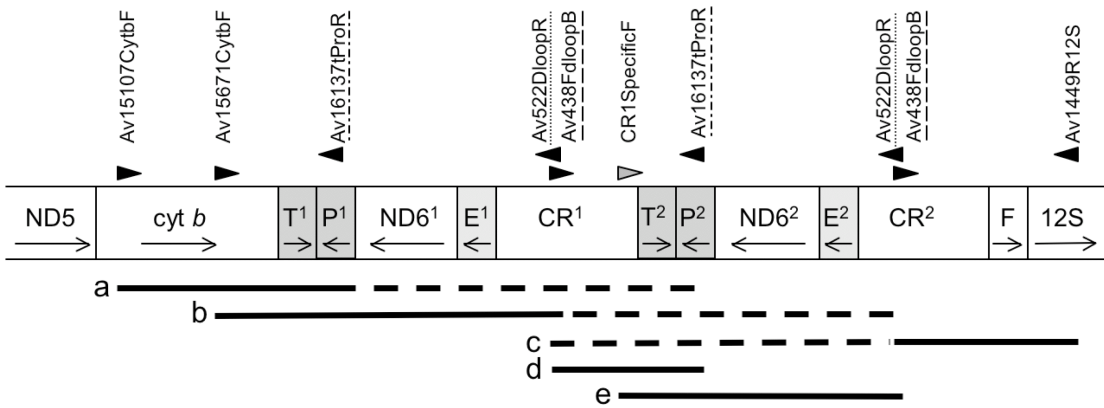 Av15107CytbF
Av15671CytbF
Av16137tProR
Av522DloopR
Av438FdloopB
CR1SpecificF
Av16137tProR
Av522DloopR
Av438FdloopB
Av1449R12S
ND5 cyt b T¹ P¹ ND6¹ E¹ CR¹ T² P² ND6² E² CR² F 12S
a
b
c
d
e